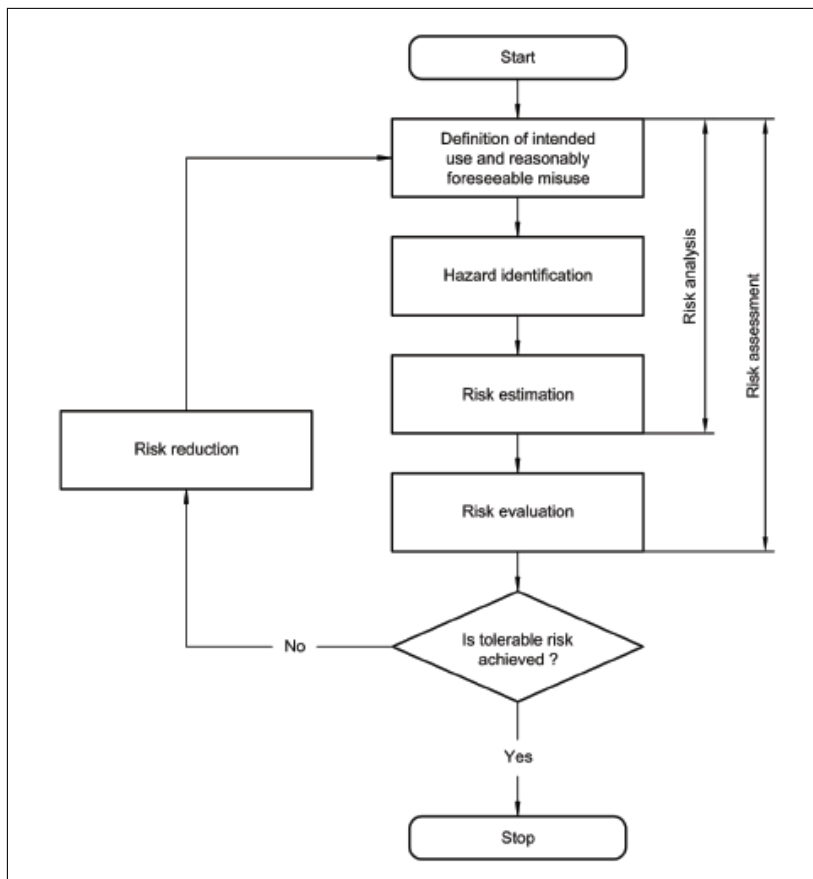 Start
Definition of intended
use and reasonably
foreseeable misuse
Hazard identification
Risk analysis
Risk assessment
Risk estimation
Risk reduction
Risk evaluation
Is tolerable risk
achieved ?
No
Yes
Stop